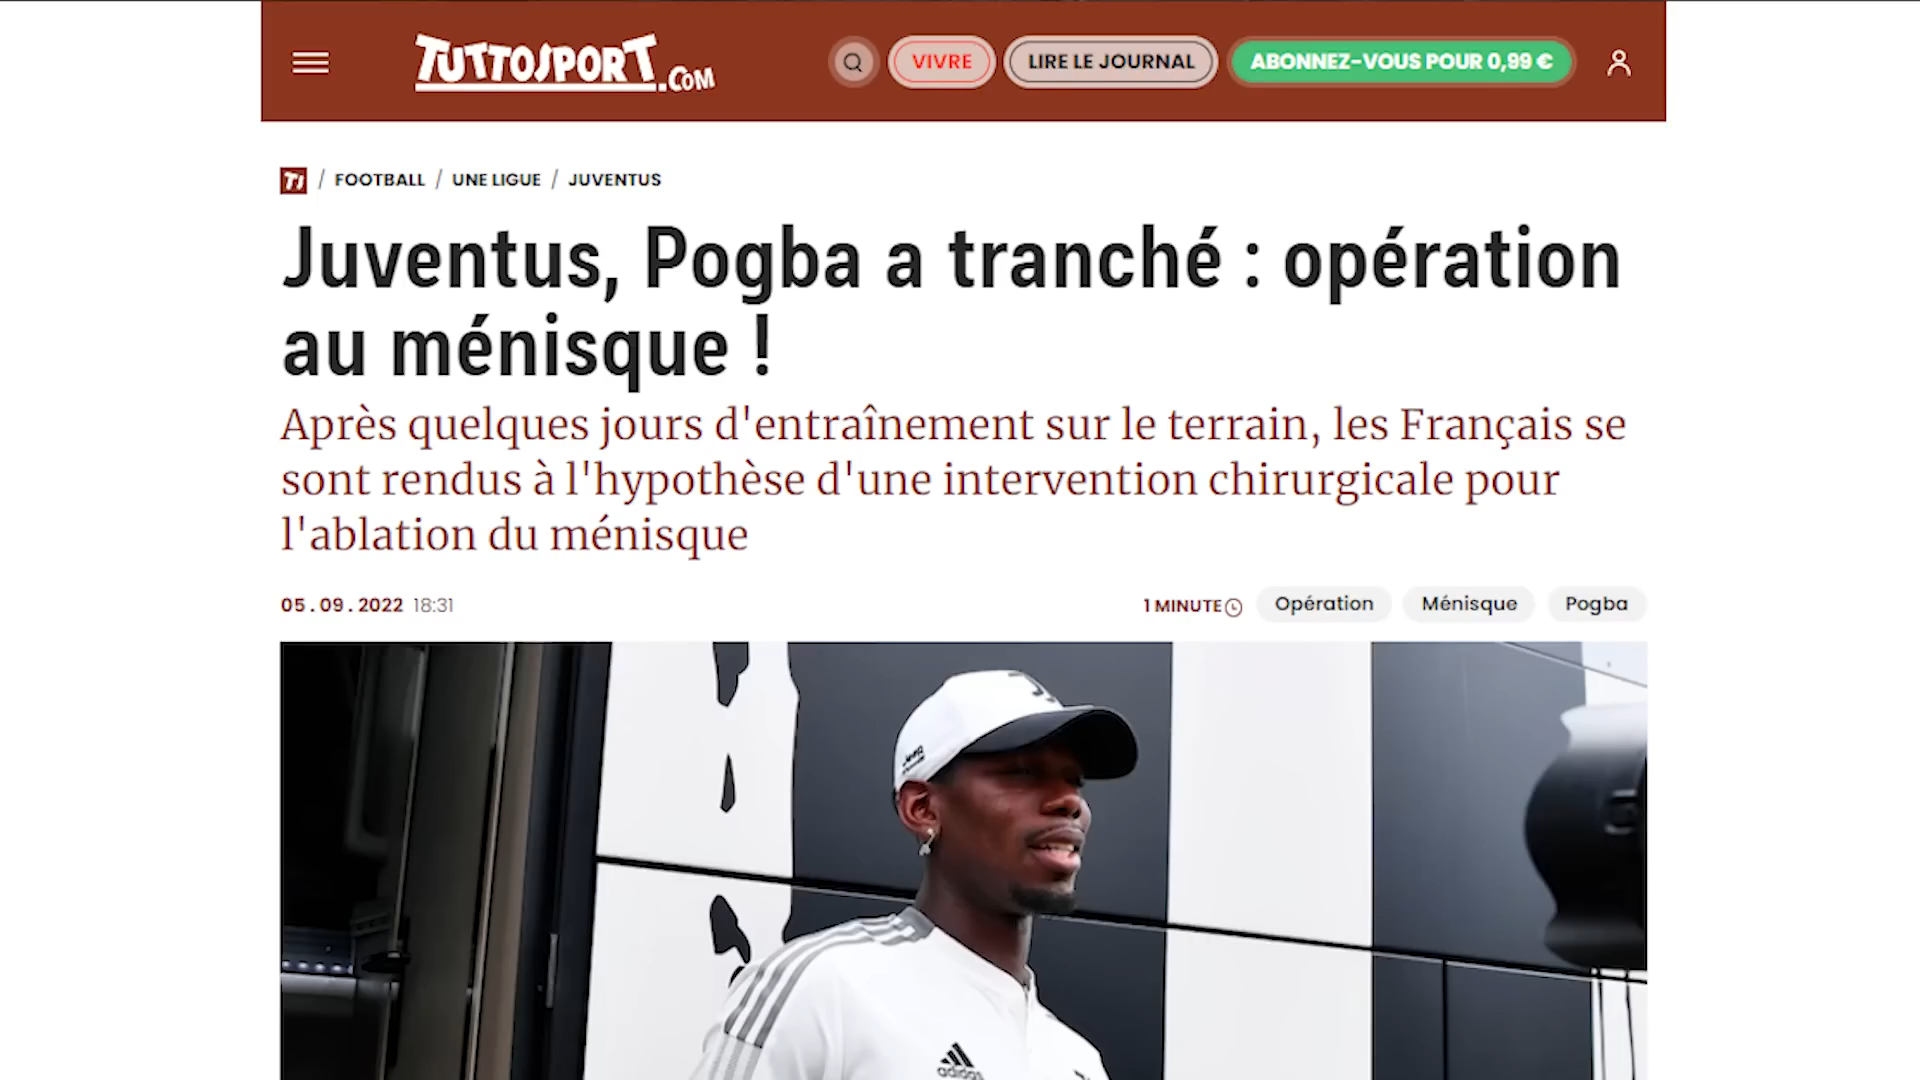 TUTTOSPORT.COM
VIVRE
LIRE LE JOURNAL
ABONNEZ-VOUS POUR 0,99 €
TJ / FOOTBALL / UNE LIGUE / JUVENTUS
Juventus, Pogba a tranché : opération
au ménisque !
Après quelques jours d'entraînement sur le terrain, les Français se
sont rendus à l'hypothèse d'une intervention chirurgicale pour
l'ablation du ménisque
05.09.2022 18:31
1 MINUTE
Opération
Ménisque
Pogba
Jeep
adidas